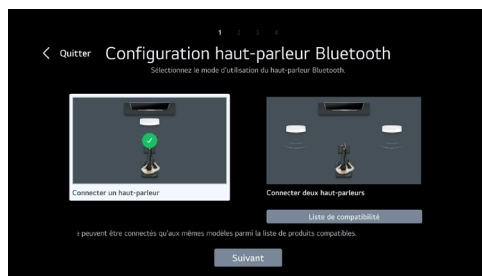 1 2 3 4
Quitter
Configuration haut-parleur Bluetooth
Sélectionnez le mode d'utilisation du haut-parleur Bluetooth.
Connecter un haut-parleur
Connecter deux haut-parleurs
Liste de compatibilité
peuvent être connectés qu'aux mêmes modèles parmi la liste de produits compatibles.
Suivant